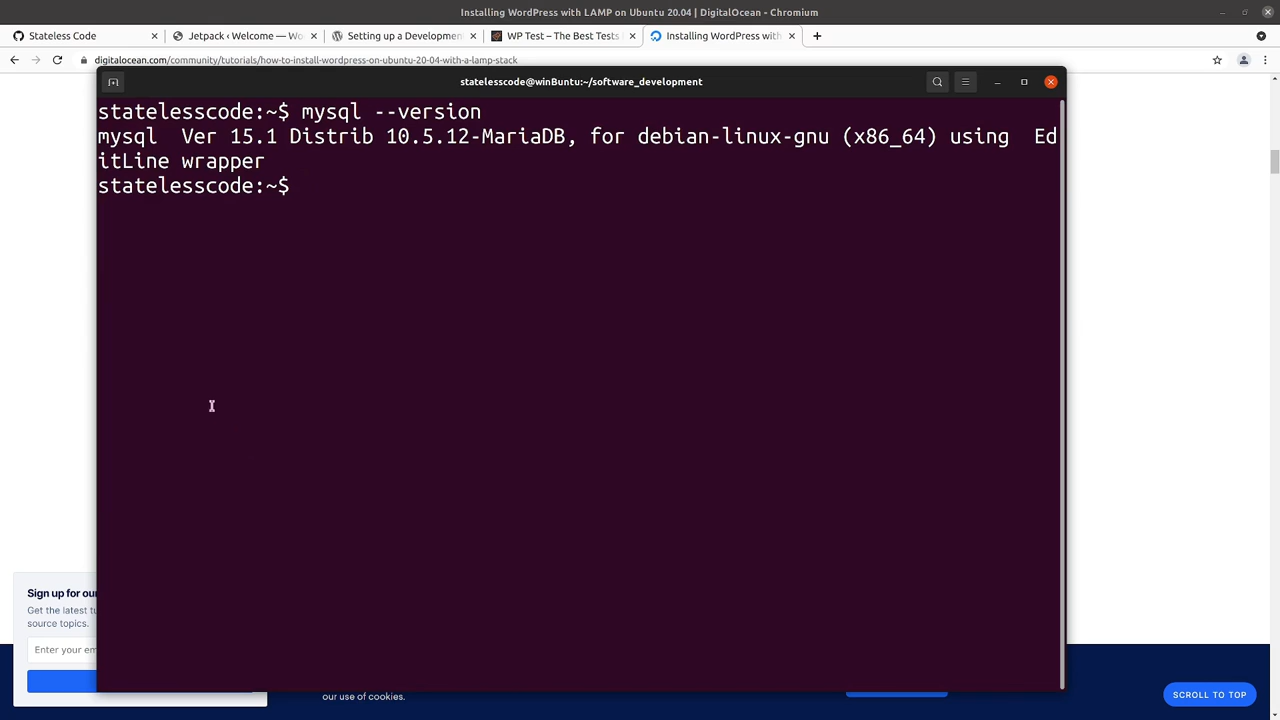 Installing WordPress with LAMP on Ubuntu 20.04 | DigitalOcean - Chromium
Stateless Code
Jetpack ‹ Welcome — Wo
Setting up a Developmen
WP Test – The Best Tests
Installing WordPress with
digitalocean.com/community/tutorials/how-to-install-wordpress-on-ubuntu-20-04-with-a-lamp-stack
statelesscode@winBuntu:~/software_development
statelesscode:~$ mysql --version
mysql  Ver 15.1 Distrib 10.5.12-MariaDB, for debian-linux-gnu (x86_64) using  Ed
itLine wrapper
statelesscode:~$
Sign up for ou
Get the latest tu
source topics.
Enter your em
our use of cookies.
SCROLL TO TOP